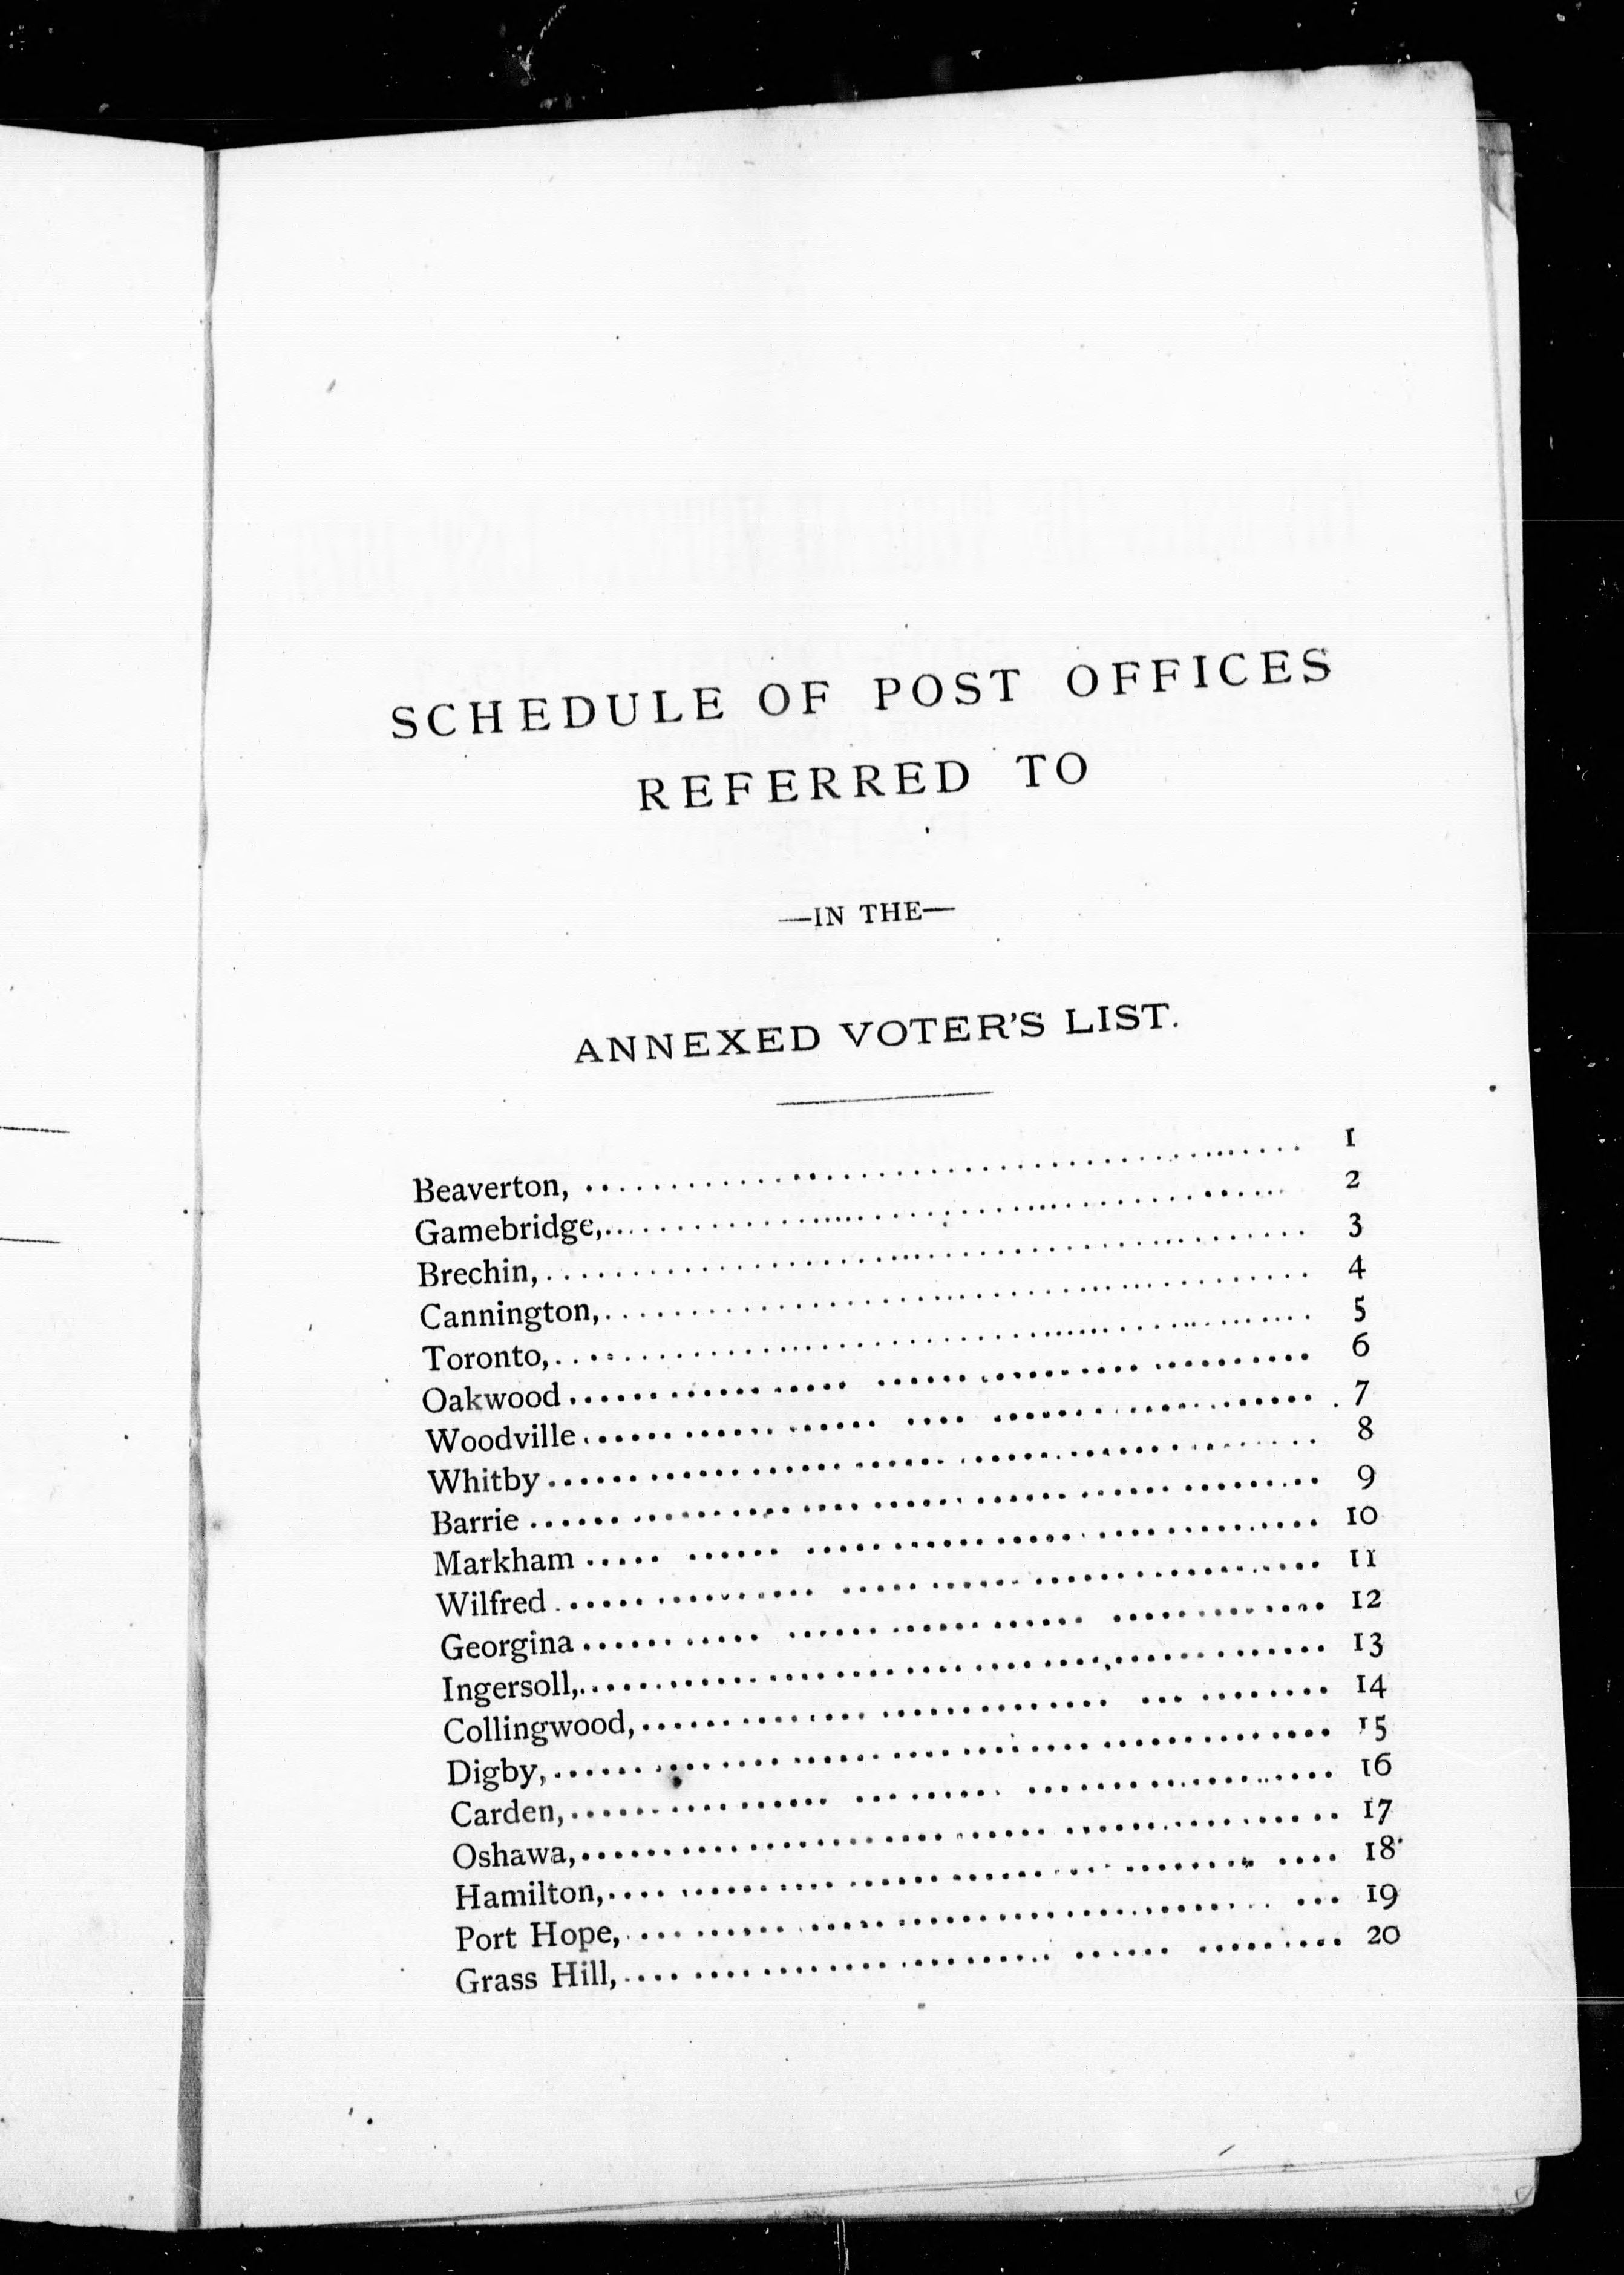 SCHEDULE OF POST OFFICES
REFERRED TO
—IN THE—
ANNEXED VOTER'S LIST.
Beaverton, ........ 1
Gamebridge, ........ 2
Brechin, ........ 3
Cannington, ........ 4
Toronto, ........ 5
Oakwood ........ 6
Woodville ........ 7
Whitby ........ 8
Barrie ........ 9
Markham ........ 10
Wilfred ........ 11
Georgina ........ 12
Ingersoll, ........ 13
Collingwood, ........ 14
Digby, ........ 15
Carden, ........ 16
Oshawa, ........ 17
Hamilton, ........ 18
Port Hope, ........ 19
Grass Hill, ........ 20